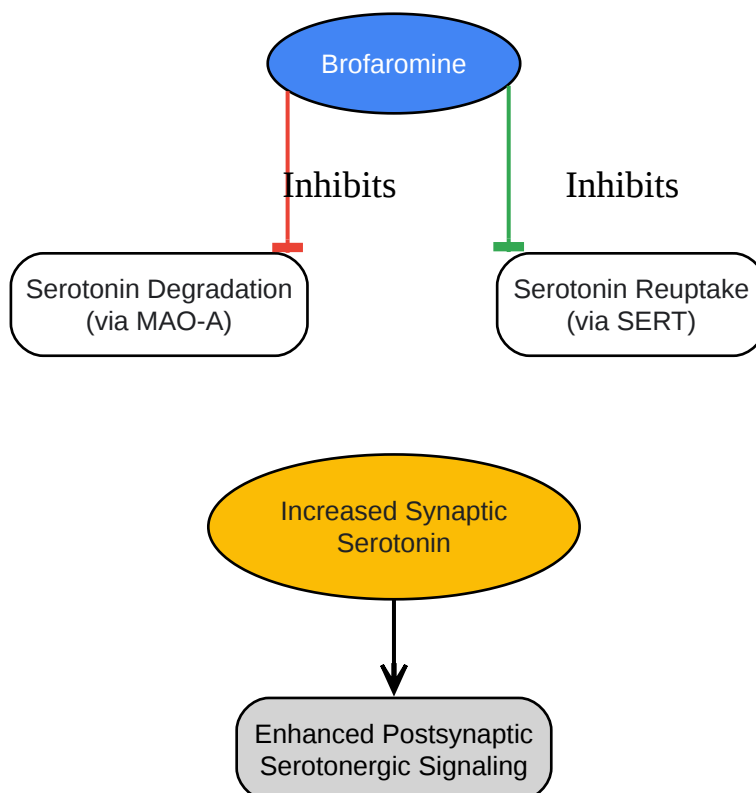 Brofaromine
Inhibits
Inhibits
Serotonin Degradation
(via MAO-A)
Serotonin Reuptake
(via SERT)
Increased Synaptic
Serotonin
Enhanced Postsynaptic
Serotonergic Signaling